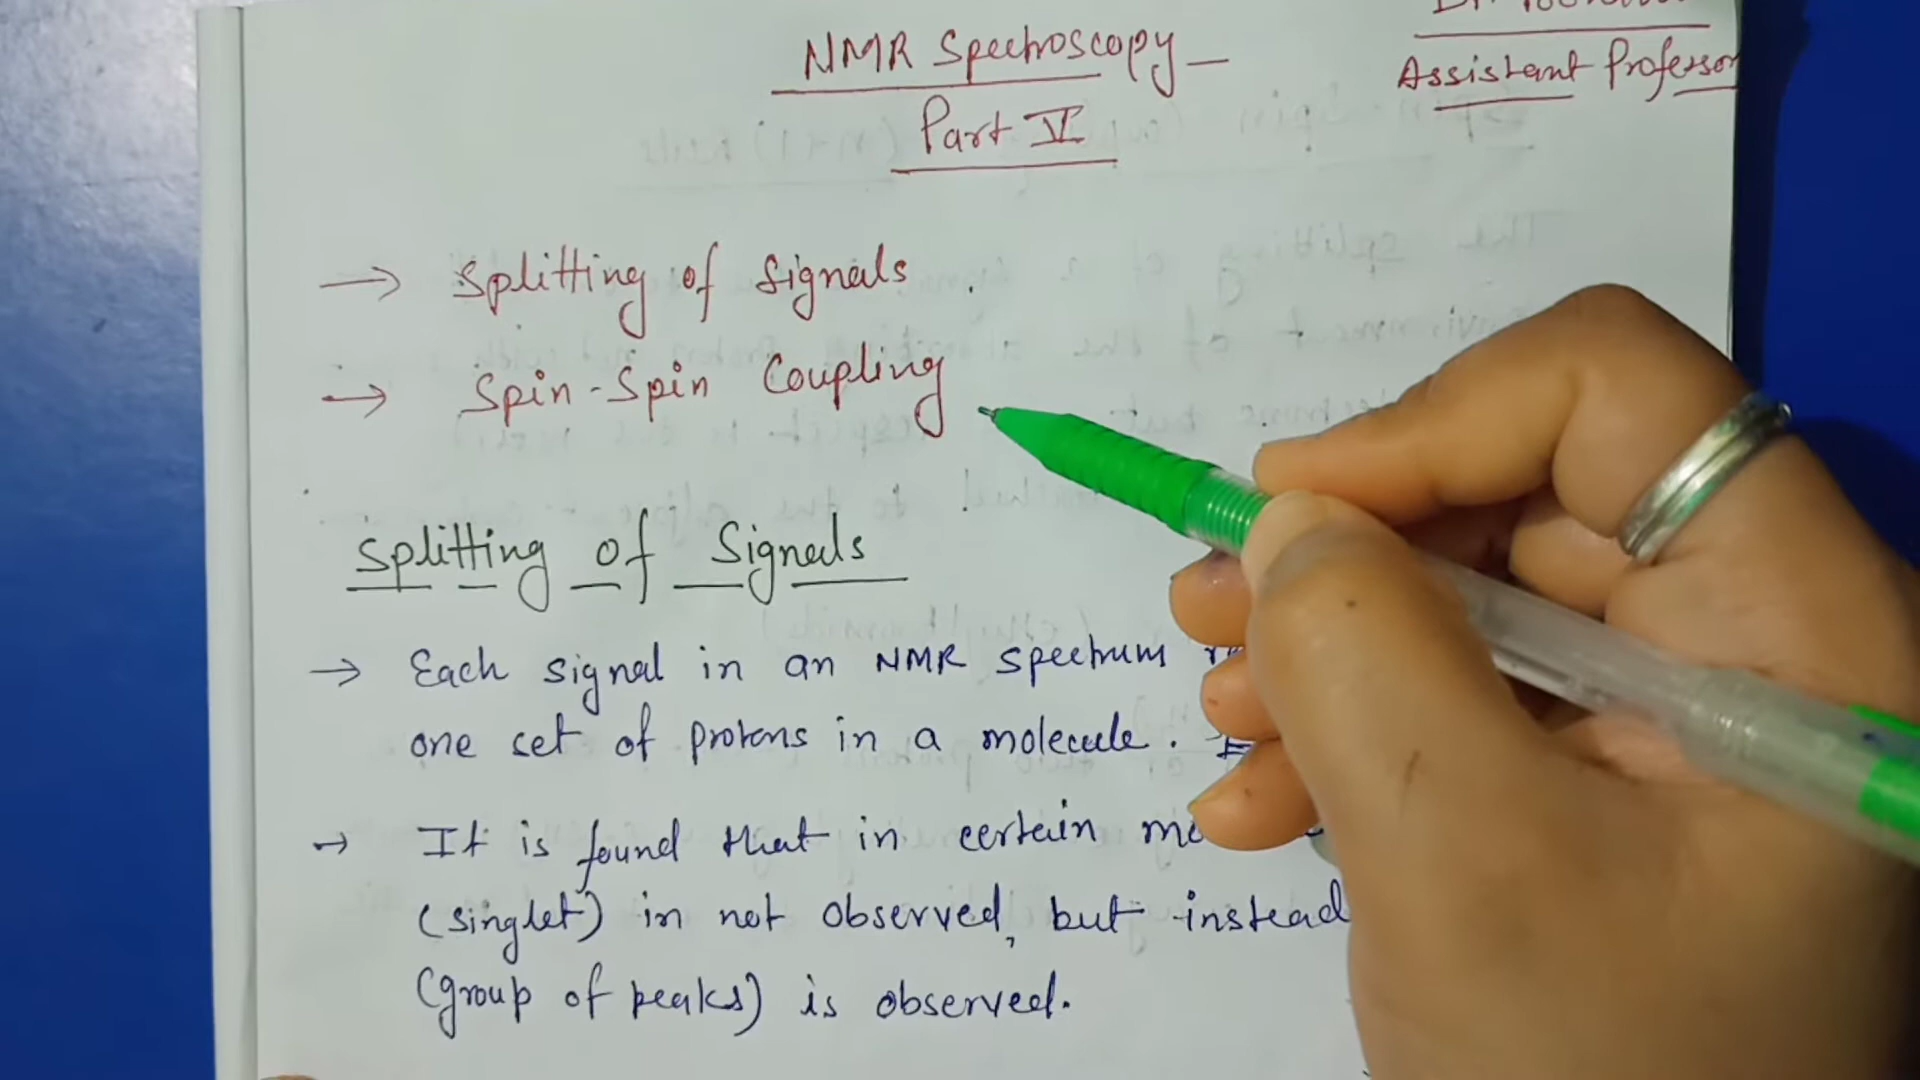 NMR Spectroscopy -
Part V
Assistant Professor
→ Splitting of Signals
→ Spin-Spin Coupling
Splitting of Signals
→ Each signal in an NMR spectrum
one set of protons in a molecule.
→ It is found that in certain
(singlet) in not observed, but instead
(group of peaks) is observed.